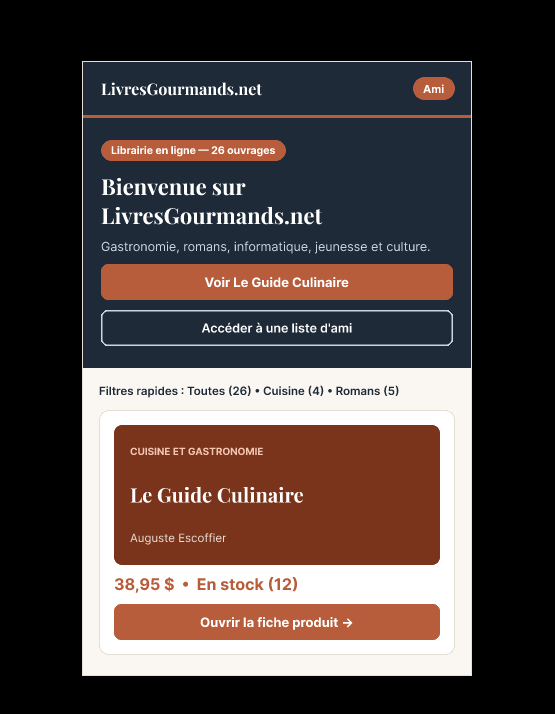 LivresGourmands.net
Ami
Librairie en ligne — 26 ouvrages
Bienvenue sur
LivresGourmands.net
Gastronomie, romans, informatique, jeunesse et culture.
Voir Le Guide Culinaire
Accéder à une liste d'ami
Filtres rapides : Toutes (26) • Cuisine (4) • Romans (5)
CUISINE ET GASTRONOMIE
Le Guide Culinaire
Auguste Escoffier
38,95 $ • En stock (12)
Ouvrir la fiche produit →